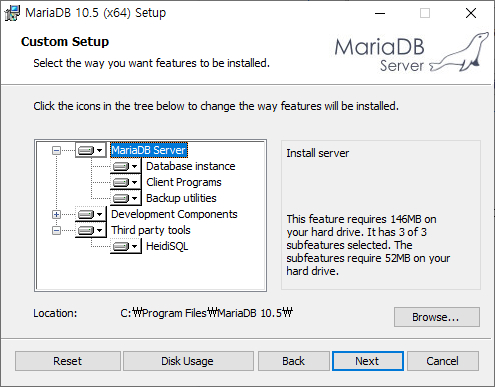 MariaDB 10.5 (x64) Setup
Custom Setup
Select the way you want features to be installed.
MariaDB
Server
Click the icons in the tree below to change the way features will be installed.
MariaDB Server
Database instance
Client Programs
Backup utilities
Development Components
Third party tools
HeidiSQL
Install server
This feature requires 146MB on
your hard drive. It has 3 of 3
subfeatures selected. The
subfeatures require 52MB on your
hard drive.
Location: C:₩Program Files₩MariaDB 10.5₩
Browse...
Reset Disk Usage Back Next Cancel